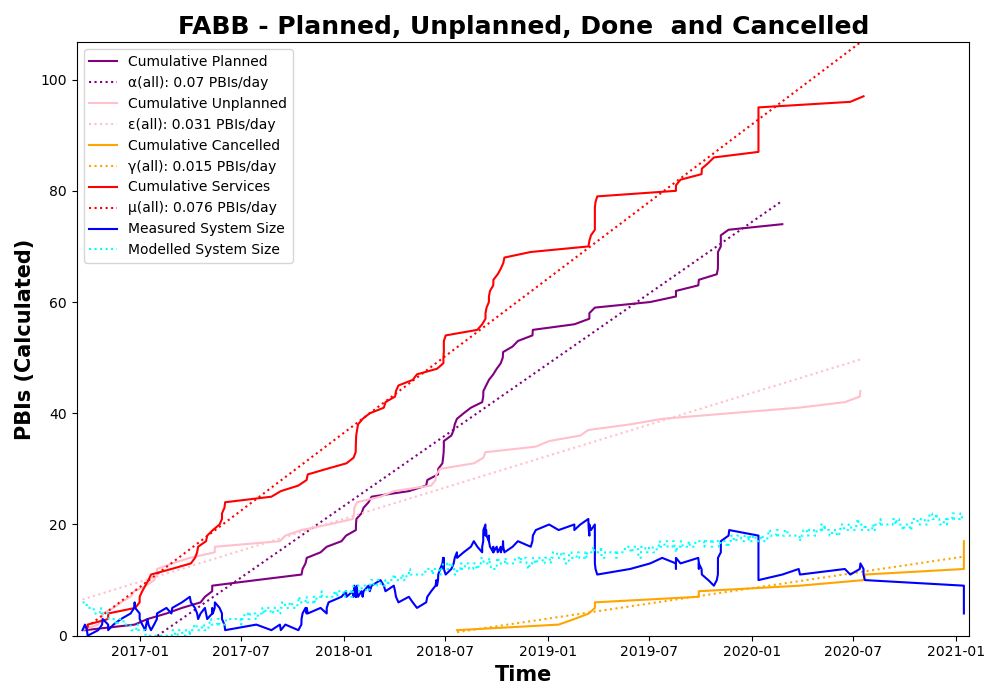 FABB - Planned, Unplanned, Done  and Cancelled
Cumulative Planned
α(all): 0.07 PBIs/day
Cumulative Unplanned
ε(all): 0.031 PBIs/day
Cumulative Cancelled
γ(all): 0.015 PBIs/day
Cumulative Services
μ(all): 0.076 PBIs/day
Measured System Size
Modelled System Size
PBIs (Calculated)
100
80
60
40
20
0
2017-01 2017-07 2018-01 2018-07 2019-01 2019-07 2020-01 2020-07 2021-01
Time